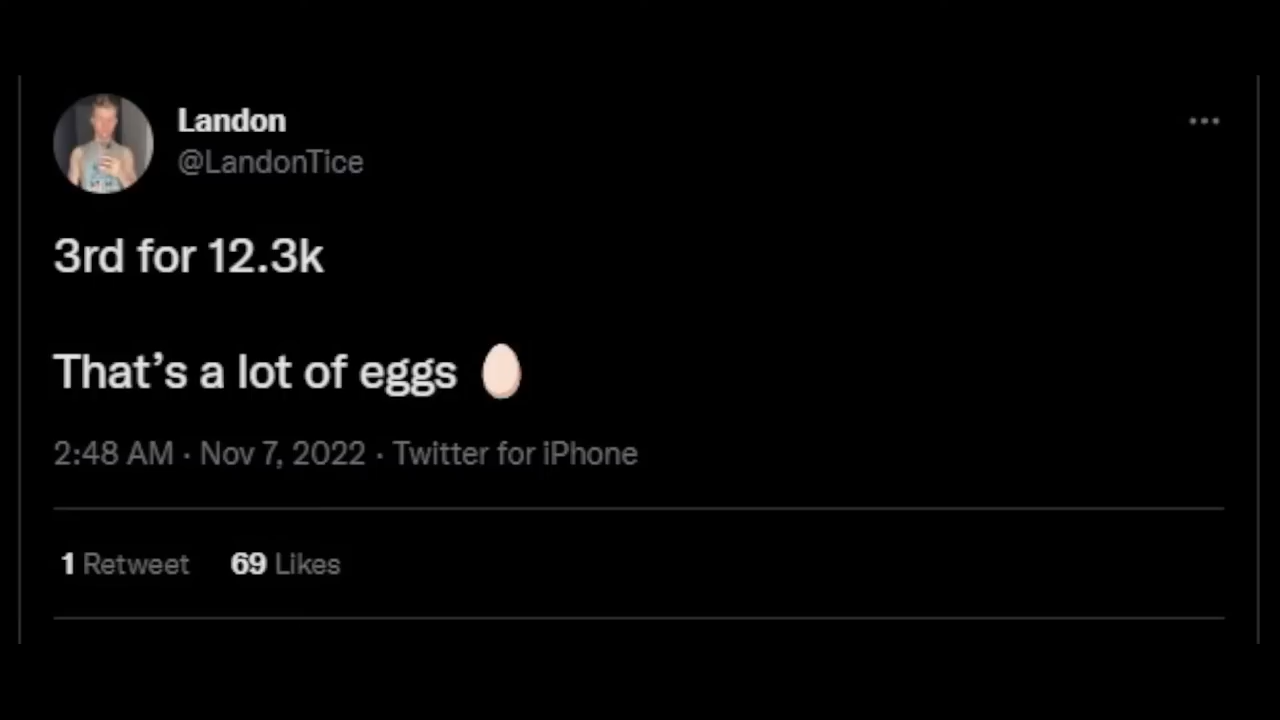 Landon
@LandonTice
3rd for 12.3k
That’s a lot of eggs 🥚
2:48 AM · Nov 7, 2022 · Twitter for iPhone
1 Retweet 69 Likes